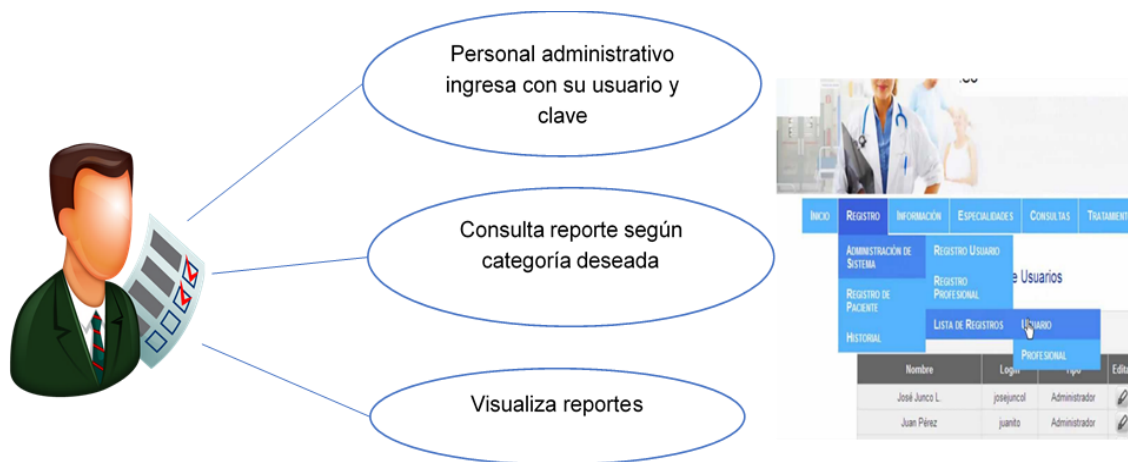 Personal administrativo
ingresa con su usuario y
clave
Consulta reporte según
categoría deseada
Visualiza reportes
INICIO REGISTRO INFORMACIÓN ESPECIALIDADES CONSULTAS
ADMINISTRACIÓN DE
SISTEMA
REGISTRO DE
PACIENTE
HISTORIAL
REGISTRO USUARIO
REGISTRO
PROFESIONAL
LISTA DE REGISTROS
USUARIO
PROFESIONAL
e Usuarios
Nombre Login Tipo
José Junco L. josejuncol Administrador
Juan Pérez juanito Administrador